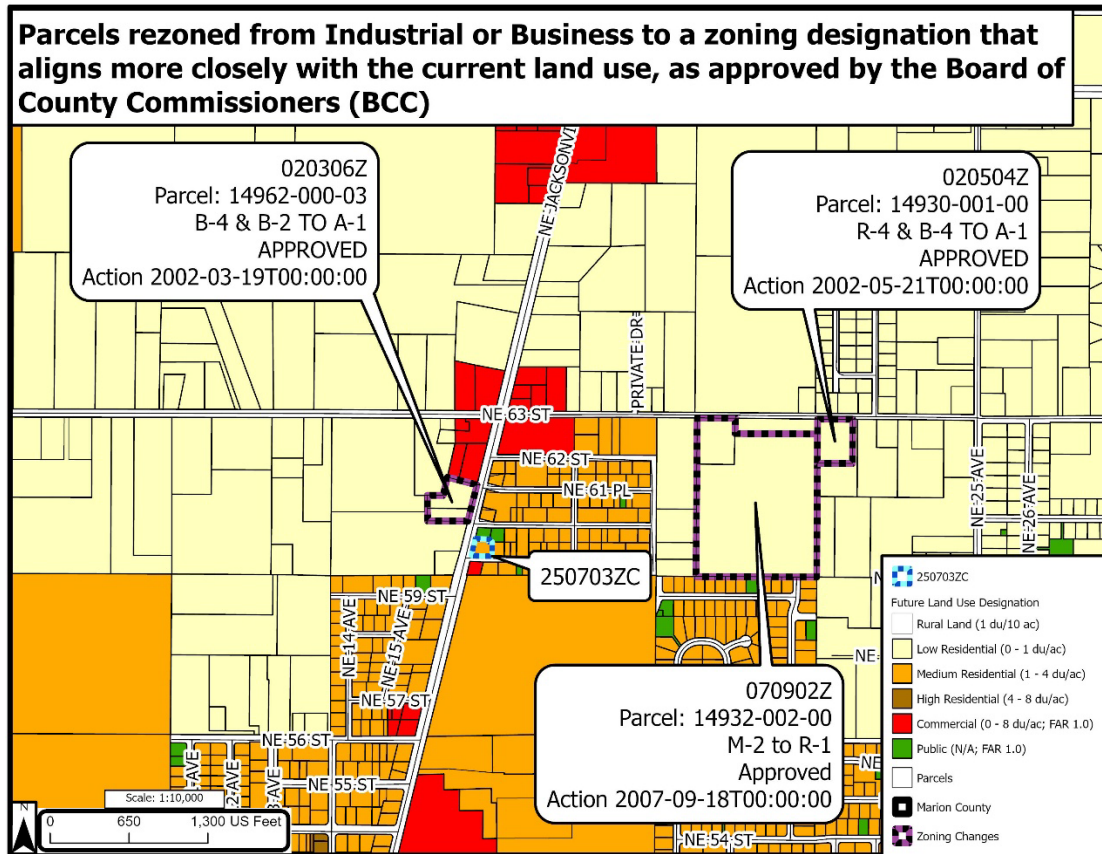 Parcels rezoned from Industrial or Business to a zoning designation that
aligns more closely with the current land use, as approved by the Board of
County Commissioners (BCC)
020306Z
Parcel: 14962-000-03
B-4 & B-2 TO A-1
APPROVED
Action 2002-03-19T00:00:00
020504Z
Parcel: 14930-001-00
R-4 & B-4 TO A-1
APPROVED
Action 2002-05-21T00:00:00
NE JACKSONVI
PRIVATE DR
NE 63 ST
NE 62 ST
NE 61 PL
NE 25 AVE
NE 26 AVE
250703ZC
NE 59 ST
NE 14 AVE
NE 15 AVE
NE 57 ST
NE 56 ST
NE 55 ST
NE 54 ST
070902Z
Parcel: 14932-002-00
M-2 to R-1
Approved
Action 2007-09-18T00:00:00
250703ZC
Future Land Use Designation
Rural Land (1 du/10 ac)
Low Residential (0 - 1 du/ac)
Medium Residential (1 - 4 du/ac)
High Residential (4 - 8 du/ac)
Commercial (0 - 8 du/ac; FAR 1.0)
Public (N/A; FAR 1.0)
Parcels
Marion County
Zoning Changes
Scale: 1:10,000
0 650 1,300 US Feet